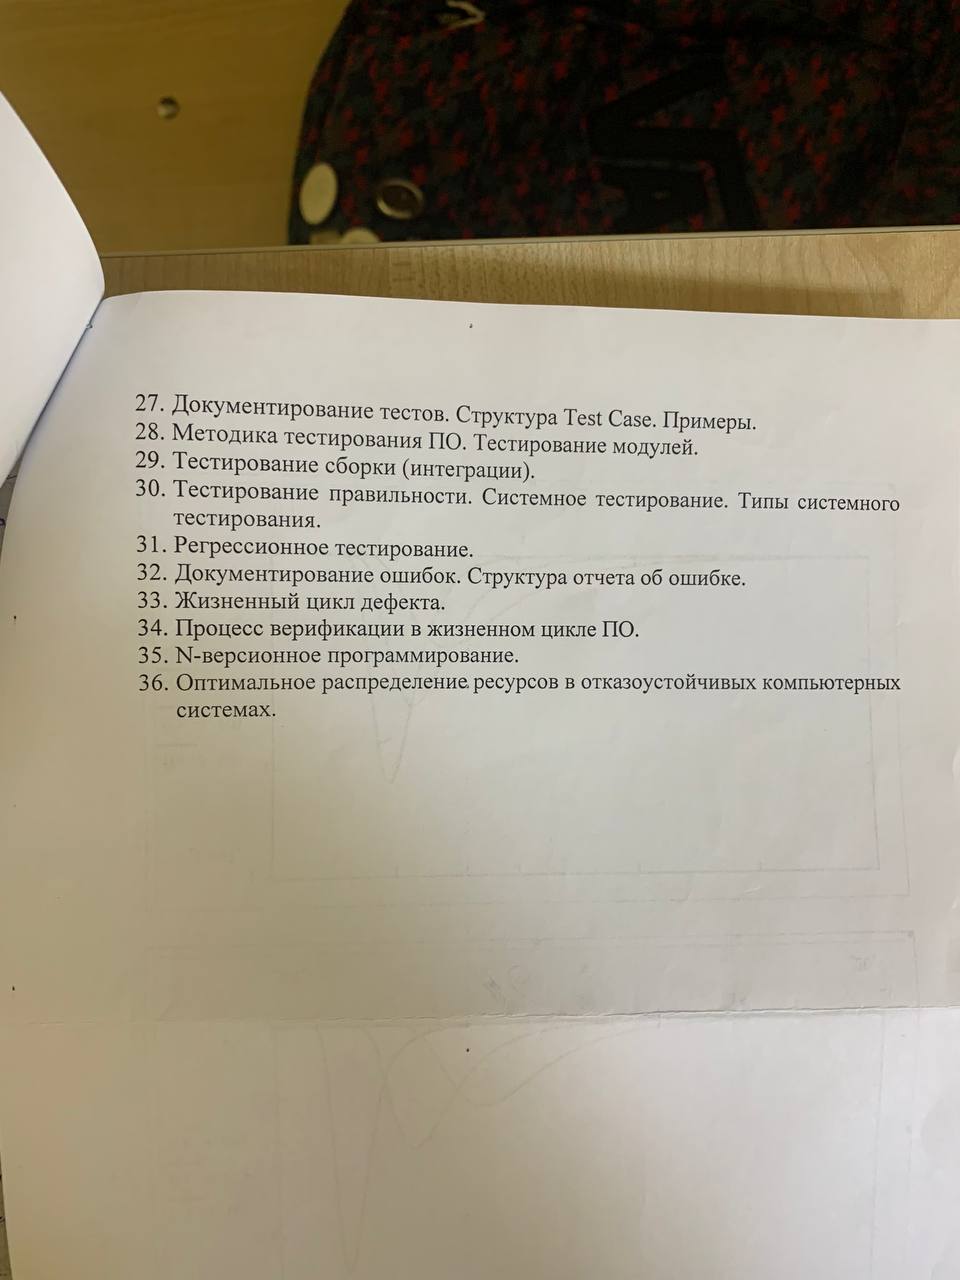 27. Документирование тестов. Структура Test Case. Примеры.
28. Методика тестирования ПО. Тестирование модулей.
29. Тестирование сборки (интеграции).
30. Тестирование правильности. Системное тестирование. Типы системного
тестирования.
31. Регрессионное тестирование.
32. Документирование ошибок. Структура отчета об ошибке.
33. Жизненный цикл дефекта.
34. Процесс верификации в жизненном цикле ПО.
35. N-версионное программирование.
36. Оптимальное распределение ресурсов в отказоустойчивых компьютерных
системах.